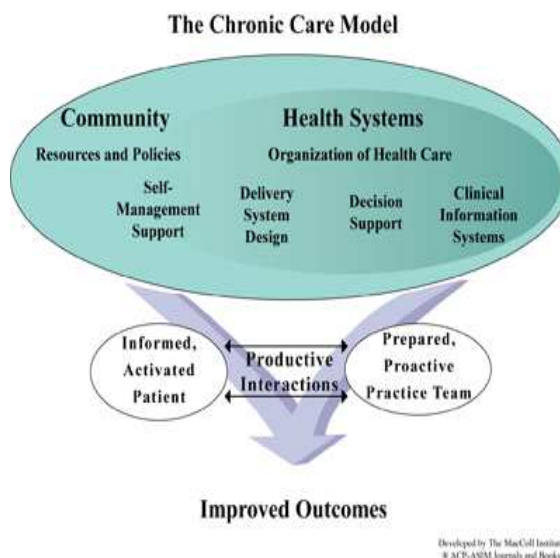 The Chronic Care Model
Community
Health Systems
Resources and Policies
Organization of Health Care
Self-
Management
Support
Delivery
System
Design
Decision
Support
Clinical
Information
Systems
Informed,
Activated
Patient
Productive
Interactions
Prepared,
Proactive
Practice Team
Improved Outcomes
Developed by The MacColl Institut
® ACP-ASIM Journals and Book